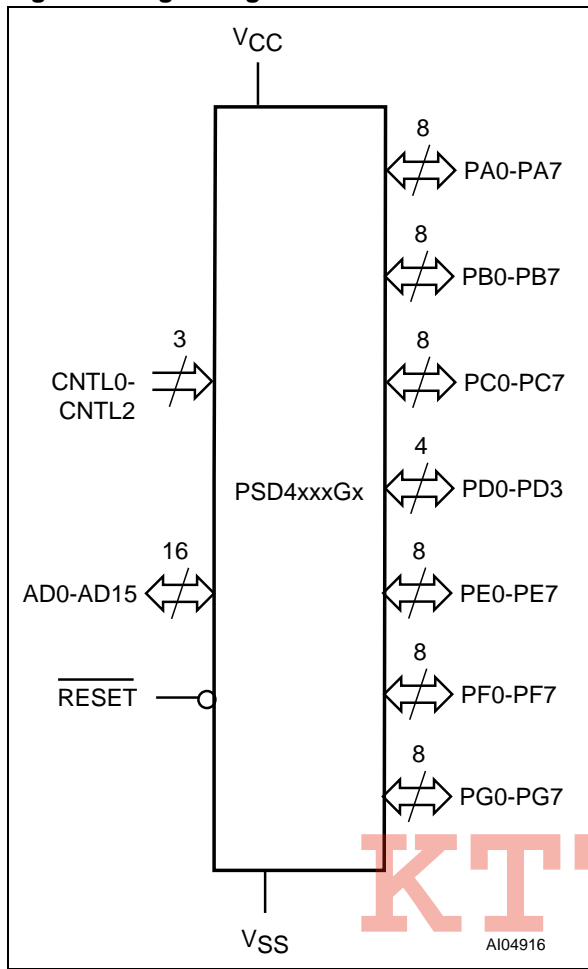 VCC
8
PA0-PA7
8
PB0-PB7
3
CNTL0-
CNTL2
8
PC0-PC7
PSD4xxxGx
4
PD0-PD3
16
AD0-AD15
8
PE0-PE7
RESET
8
PF0-PF7
8
PG0-PG7
VSS
AI04916